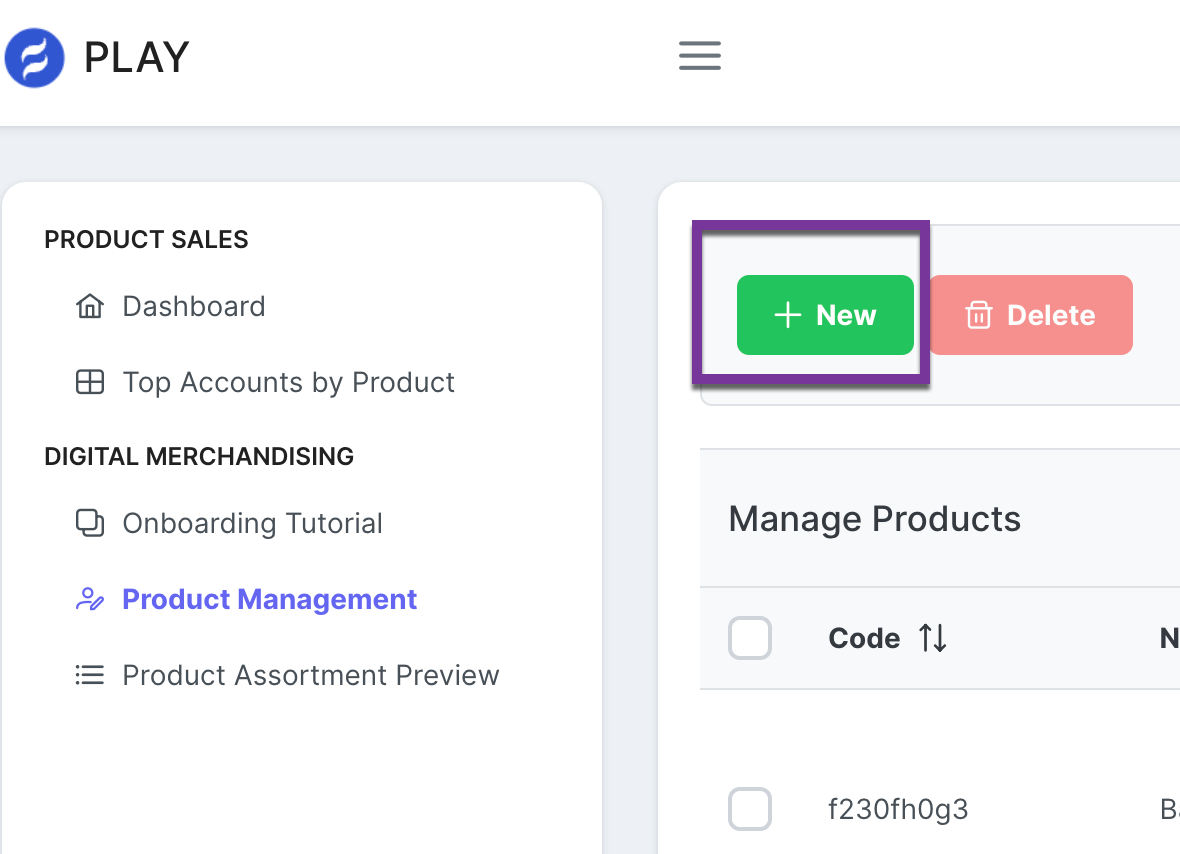 PLAY
PRODUCT SALES
Dashboard
Top Accounts by Product
DIGITAL MERCHANDISING
Onboarding Tutorial
Product Management
Product Assortment Preview
New Delete
Manage Products
Code
f230fh0g3